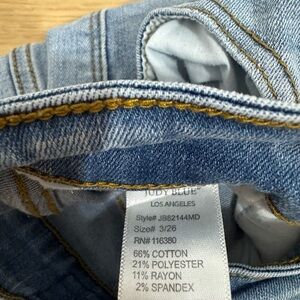 JUDY BLUE
LOS ANGELES
Style# JB82144MD
Size# 3/26
RN# 116380
66% COTTON
21% POLYESTER
11% RAYON
2% SPANDEX